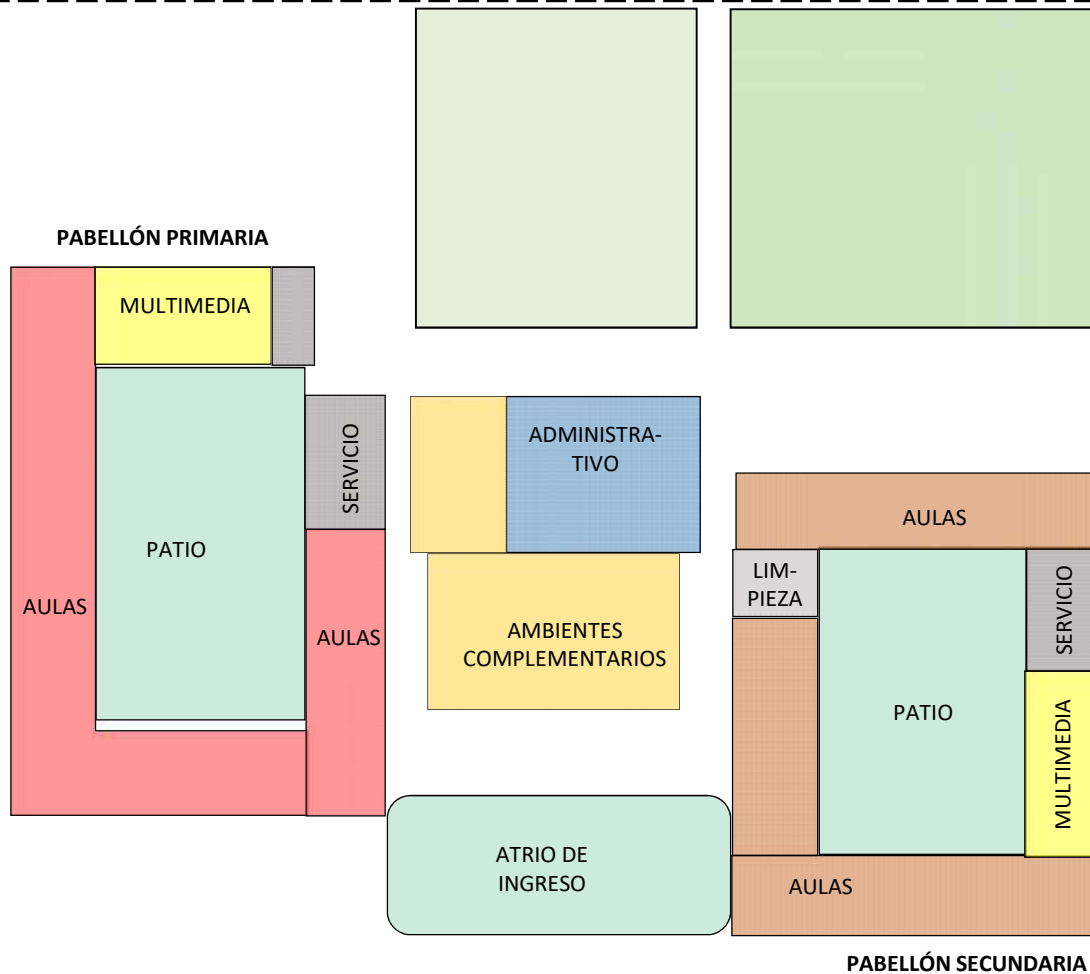 PABELLÓN PRIMARIA
MULTIMEDIA
SERVICIO
PATIO
AULAS
AULAS
ADMINISTRA-
TIVO
AMBIENTES
COMPLEMENTARIOS
ATRIO DE
INGRESO
AULAS
LIM-
PIEZA
SERVICIO
PATIO
MULTIMEDIA
AULAS
PABELLÓN SECUNDARIA